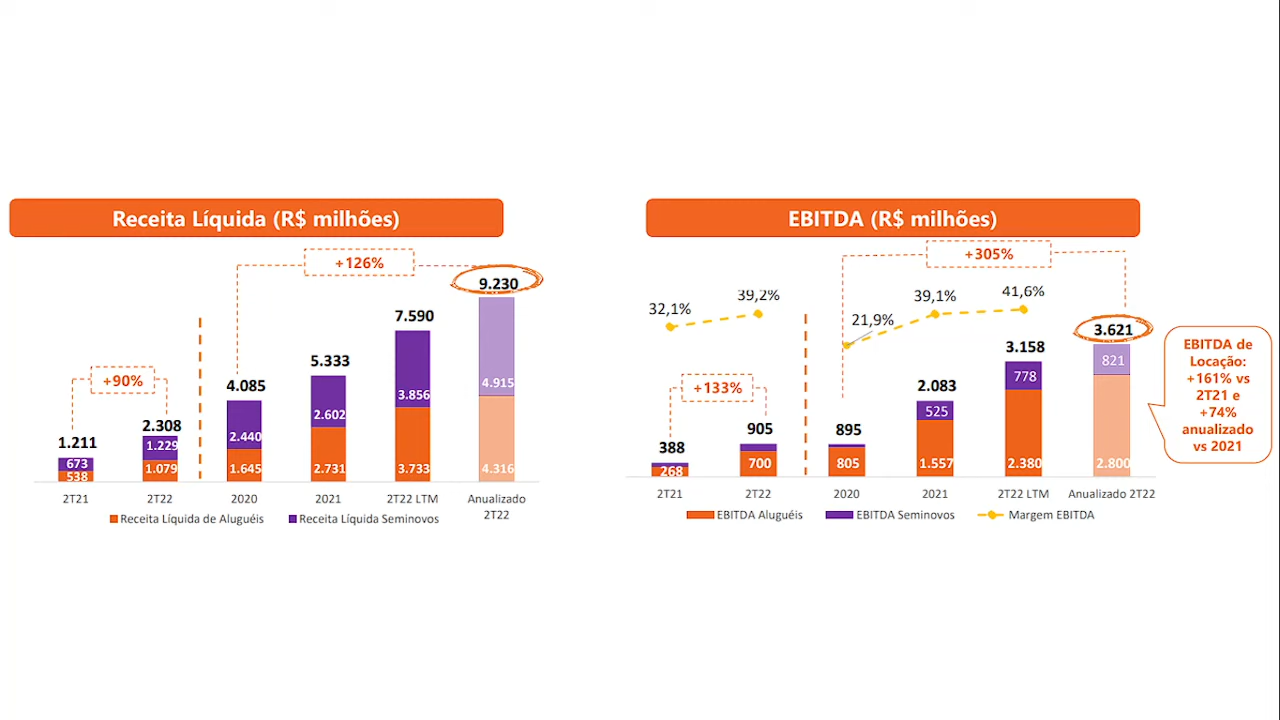 Receita Líquida (R$ milhões)
+126%
9.230
7.590
5.333
4.915
+90%
4.085
3.856
2.602
2.308
1.211
2.440
1.229
673
538
1.079
1.645
2.731
3.733
4.316
2T21
2T22
2020
2021
2T22 LTM
Anualizado
2T22
Receita Líquida de Aluguéis
Receita Líquida Seminovos
EBITDA (R$ milhões)
+305%
32,1%
39,2%
21,9%
39,1%
41,6%
3.621
3.158
821
778
+133%
2.083
525
388
905
895
268
700
805
1.557
2.380
2.800
2T21
2T22
2020
2021
2T22 LTM
Anualizado 2T22
EBITDA Aluguéis
EBITDA Seminovos
Margem EBITDA
EBITDA de
Locação:
+161% vs
2T21 e
+74%
anualizado
vs 2021